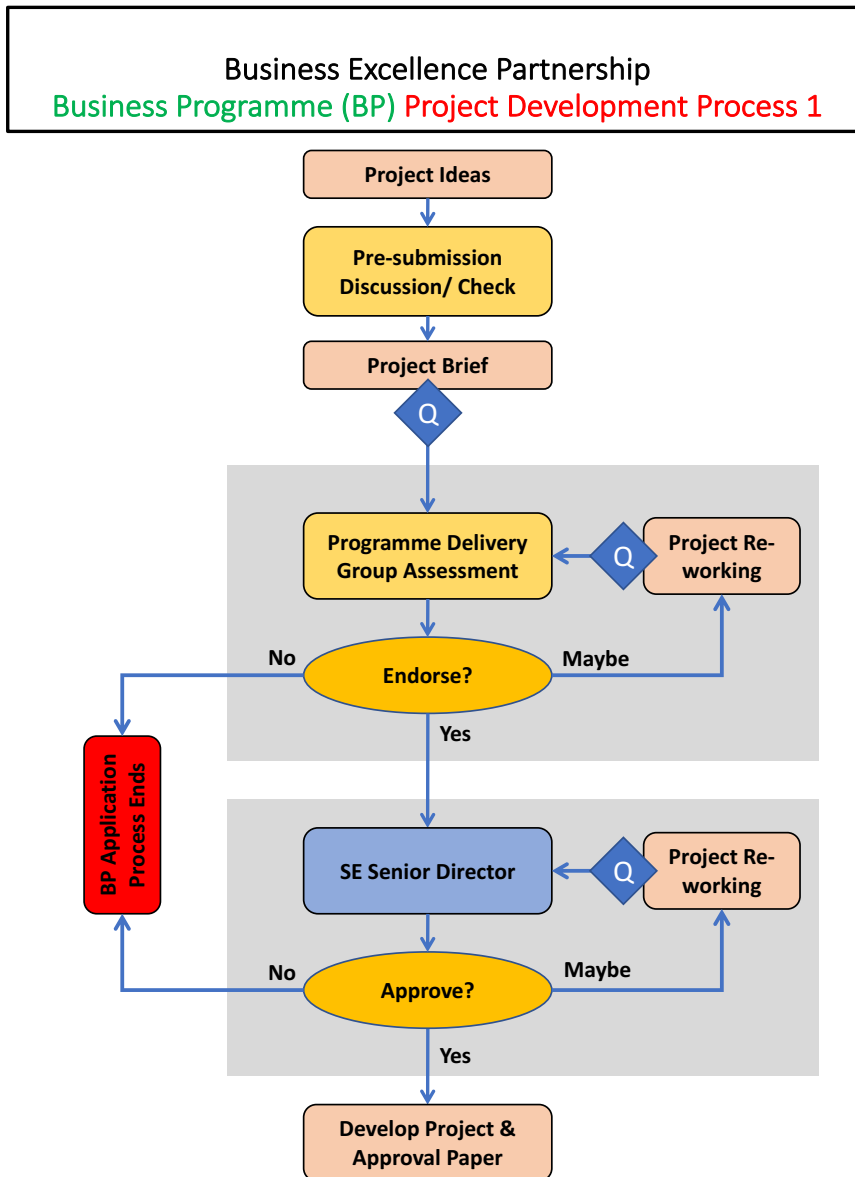 Business Excellence Partnership
Business Programme (BP) Project Development Process 1
Project Ideas
Pre-submission
Discussion/ Check
Project Brief
Q
Programme Delivery
Group Assessment
Q
Project Re-
working
No
Endorse?
Maybe
Yes
BP Application
Process Ends
SE Senior Director
Q
Project Re-
working
No
Approve?
Maybe
Yes
Develop Project &
Approval Paper